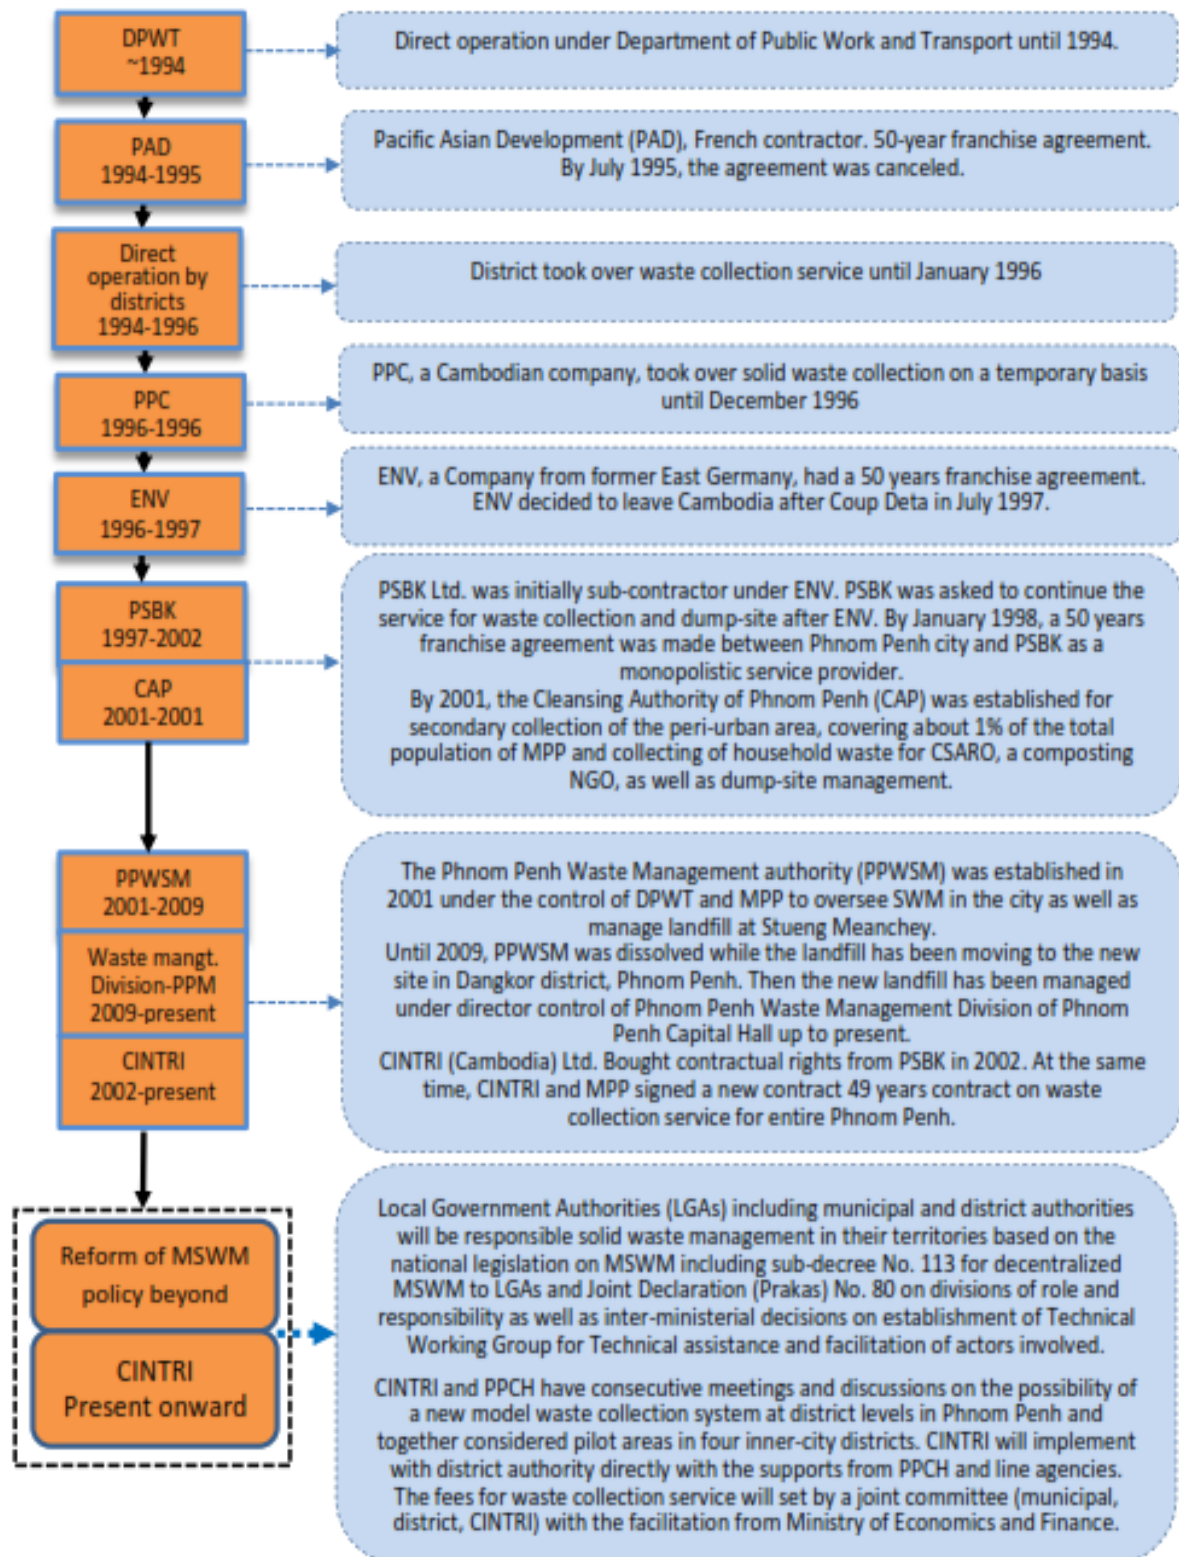 DPWT
~1994
Direct operation under Department of Public Work and Transport until 1994.
PAD
1994-1995
Pacific Asian Development (PAD), French contractor. 50-year franchise agreement.
By July 1995, the agreement was canceled.
Direct
operation by
districts
1994-1996
District took over waste collection service until January 1996
PPC
1996-1996
PPC, a Cambodian company, took over solid waste collection on a temporary basis
until December 1996
ENV
1996-1997
ENV, a Company from former East Germany, had a 50 years franchise agreement.
ENV decided to leave Cambodia after Coup Deta in July 1997.
PSBK
1997-2002
CAP
2001-2001
PSBK Ltd. was initially sub-contractor under ENV. PSBK was asked to continue the
service for waste collection and dump-site after ENV. By January 1998, a 50 years
franchise agreement was made between Phnom Penh city and PSBK as a
monopolistic service provider.
By 2001, the Cleansing Authority of Phnom Penh (CAP) was established for
secondary collection of the peri-urban area, covering about 1% of the total
population of MPP and collecting of household waste for CSARO, a composting
NGO, as well as dump-site management.
PPWSM
2001-2009
Waste mangt.
Division-PPM
2009-present
CINTRI
2002-present
The Phnom Penh Waste Management authority (PPWSM) was established in
2001 under the control of DPWT and MPP to oversee SWM in the city as well as
manage landfill at Stueng Meanchey.
Until 2009, PPWSM was dissolved while the landfill has been moving to the new
site in Dangkor district, Phnom Penh. Then the new landfill has been managed
under director control of Phnom Penh Waste Management Division of Phnom
Penh Capital Hall up to present.
CINTRI (Cambodia) Ltd. Bought contractual rights from PSBK in 2002. At the same
time, CINTRI and MPP signed a new contract 49 years contract on waste
collection service for entire Phnom Penh.
Reform of MSWM
policy beyond
CINTRI
Present onward
Local Government Authorities (LGAs) including municipal and district authorities
will be responsible solid waste management in their territories based on the
national legislation on MSWM including sub-decree No. 113 for decentralized
MSWM to LGAs and Joint Declaration (Prakas) No. 80 on divisions of role and
responsibility as well as inter-ministerial decisions on establishment of Technical
Working Group for Technical assistance and facilitation of actors involved.
CINTRI and PPCH have consecutive meetings and discussions on the possibility of
a new model waste collection system at district levels in Phnom Penh and
together considered pilot areas in four inner-city districts. CINTRI will implement
with district authority directly with the supports from PPCH and line agencies.
The fees for waste collection service will set by a joint committee (municipal,
district, CINTRI) with the facilitation from Ministry of Economics and Finance.